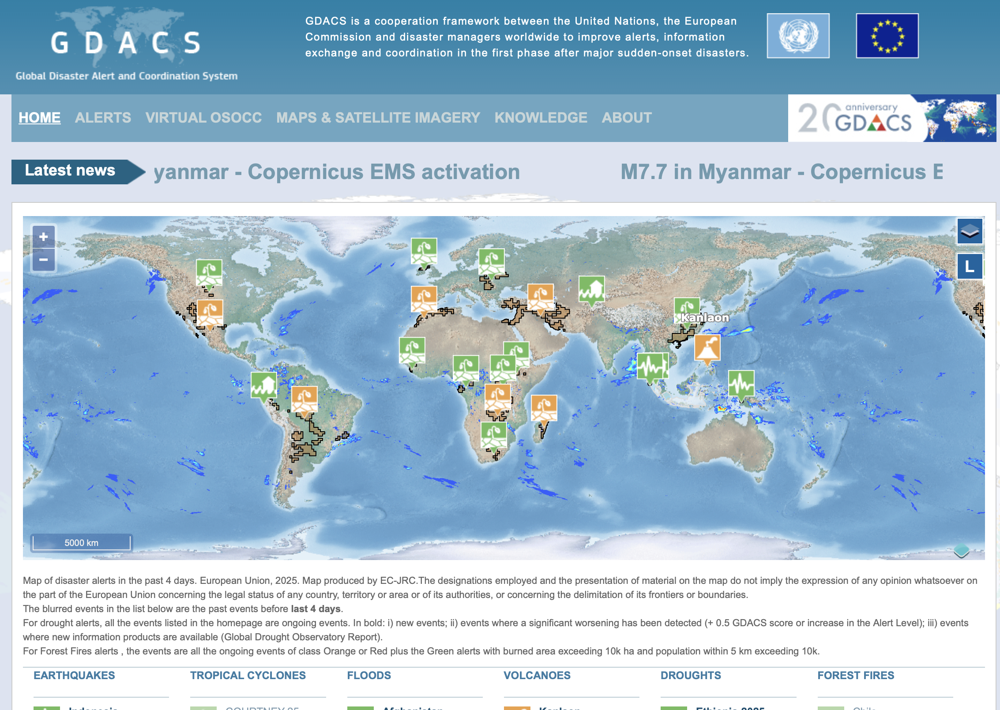 GDACS
Global Disaster Alert and Coordination System
GDACS is a cooperation framework between the United Nations, the European
Commission and disaster managers worldwide to improve alerts, information
exchange and coordination in the first phase after major sudden-onset disasters.
HOME ALERTS VIRTUAL OSOCC MAPS & SATELLITE IMAGERY KNOWLEDGE ABOUT
20 anniversary
GDACS
Latest news yanmar - Copernicus EMS activation M7.7 in Myanmar - Copernicus E
+
−
L
Kanlaon
5000 km
Map of disaster alerts in the past 4 days. European Union, 2025. Map produced by EC-JRC.The designations employed and the presentation of material on the map do not imply the expression of any opinion whatsoever on
the part of the European Union concerning the legal status of any country, territory or area or of its authorities, or concerning the delimitation of its frontiers or boundaries.
The blurred events in the list below are the past events before last 4 days.
For drought alerts, all the events listed in the homepage are ongoing events. In bold: i) new events; ii) events where a significant worsening has been detected (+ 0.5 GDACS score or increase in the Alert Level); iii) events
where new information products are available (Global Drought Observatory Report).
For Forest Fires alerts , the events are all the ongoing events of class Orange or Red plus the Green alerts with burned area exceeding 10k ha and population within 5 km exceeding 10k.
EARTHQUAKES TROPICAL CYCLONES FLOODS VOLCANOES DROUGHTS FOREST FIRES
Indonesia COURTNEY-25 Afghanistan Kanlaon Ethiopia-2025 Chile